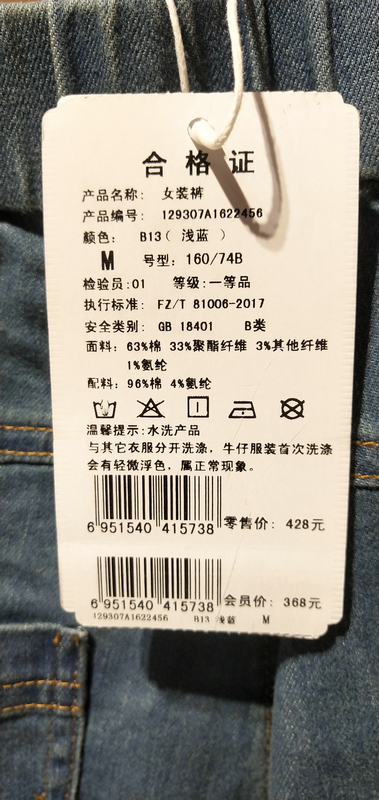 合格证
产品名称: 女装裤
产品编号: 129307A1622456
颜色: B13( 浅蓝 )
M 号型: 160/74B
检验员:01 等级:一等品
执行标准: FZ/T 81006-2017
安全类别: GB 18401 B类
面料: 63%棉 33%聚酯纤维 3%其他纤维
1%氨纶
配料: 96%棉 4%氨纶
温馨提示:水洗产品
与其它衣服分开洗涤, 牛仔服装首次洗涤
会有轻微浮色, 属正常现象。
6 951540 415738 零售价: 428元
6 951540 415738 会员价: 368元
129307A1622456 B13 浅蓝 M